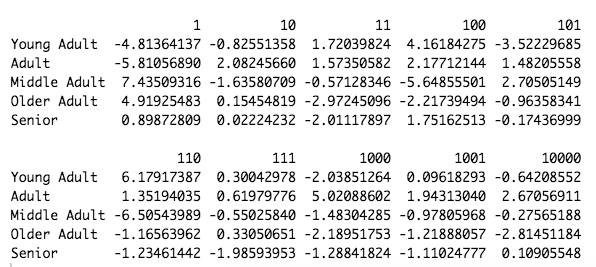 1 10 11 100 101
Young Adult -4.81364137 -0.82551358 1.72039824 4.16184275 -3.52229685
Adult -5.81056890 2.08245660 1.57350582 2.17712144 1.48205558
Middle Adult 7.43509316 -1.63580709 -0.57128346 -5.64855501 2.70505149
Older Adult 4.91925483 0.15454819 -2.97245096 -2.21739494 -0.96358341
Senior 0.89872809 0.02224232 -2.01117897 1.75162513 -0.17436999
110 111 1000 1001 10000
Young Adult 6.17917387 0.30042978 -2.03851264 0.09618293 -0.64208552
Adult 1.35194035 0.61979776 5.02088602 1.94313040 2.67056911
Middle Adult -6.50543989 -0.55025840 -1.48304285 -0.97805968 -0.27565188
Older Adult -1.16563962 0.33050651 -2.18951753 -1.21888057 -2.81451184
Senior -1.23461442 -1.98593953 -1.28841824 -1.11024777 0.10905548